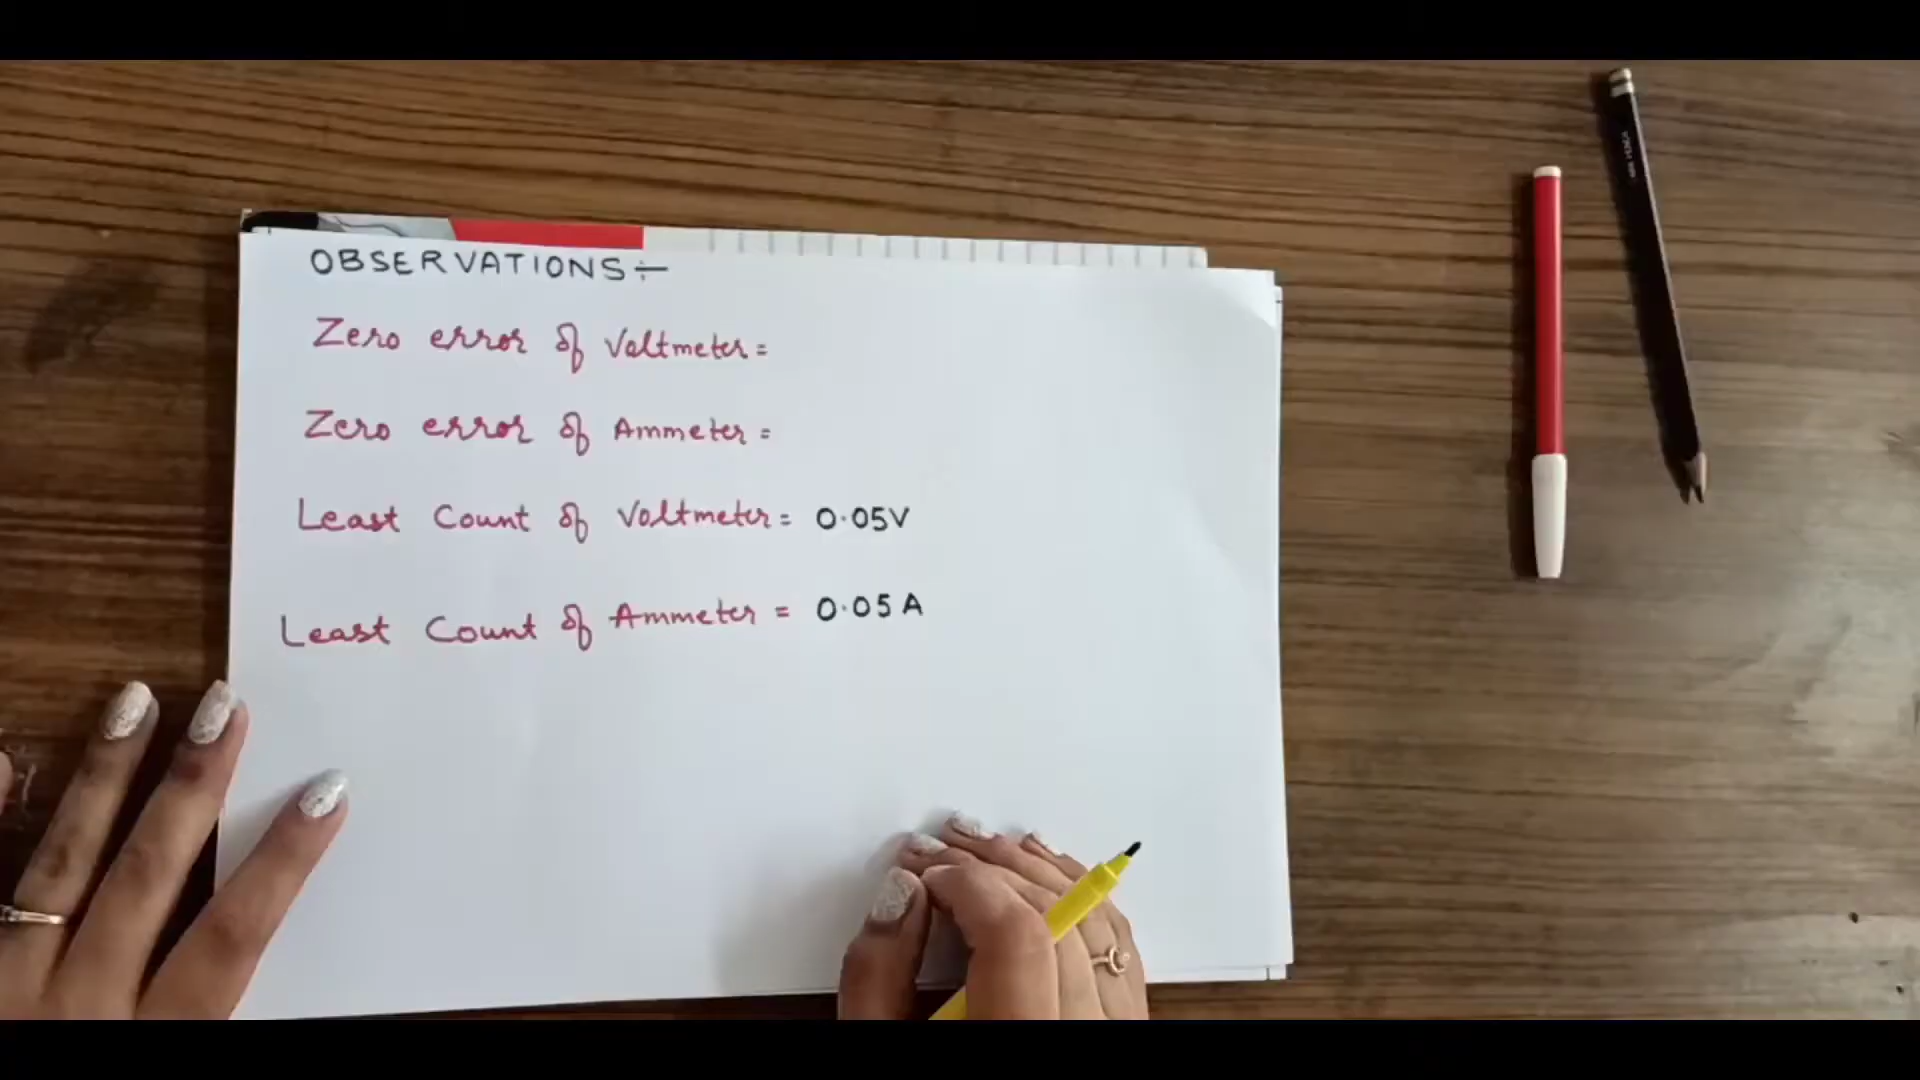 OBSERVATIONS:-
Zero error of Voltmeter =
Zero error of Ammeter =
Least Count of Voltmeter = 0.05V
Least Count of Ammeter = 0.05 A